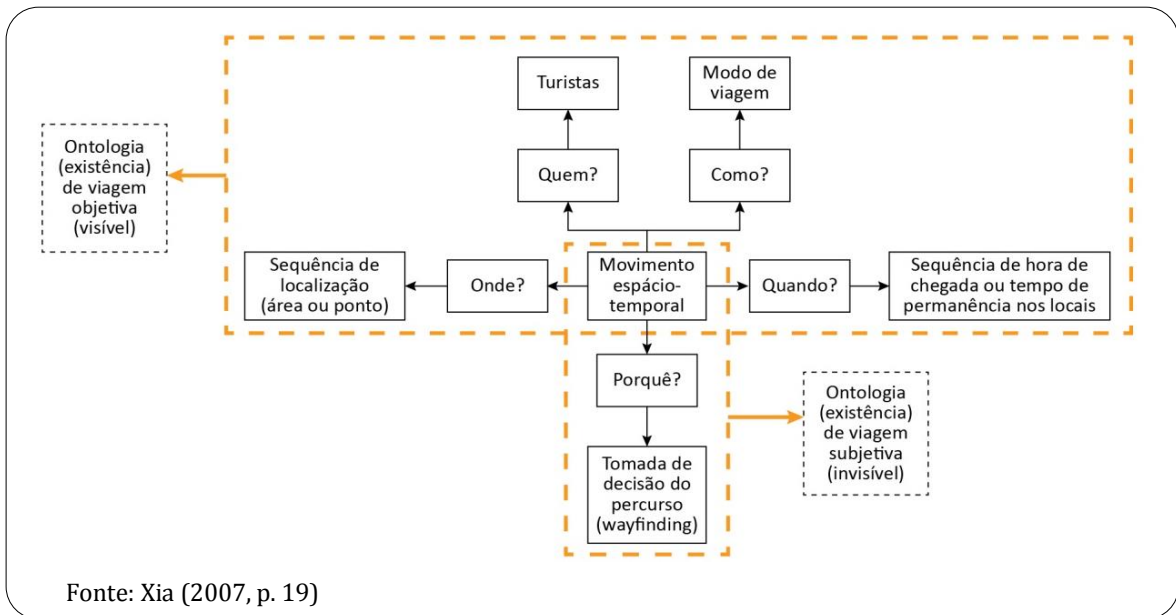 Turistas
Modo de
viagem
Ontologia
(existência)
de viagem
objetiva
(visível)
Quem?
Como?
Sequência de
localização
(área ou ponto)
Onde?
Movimento
espácio-
temporal
Quando?
Sequência de hora de
chegada ou tempo de
permanência nos locais
Porquê?
Ontologia
(existência)
de viagem
subjetiva
(invisível)
Tomada de
decisão do
percurso
(wayfinding)
Fonte: Xia (2007, p. 19)